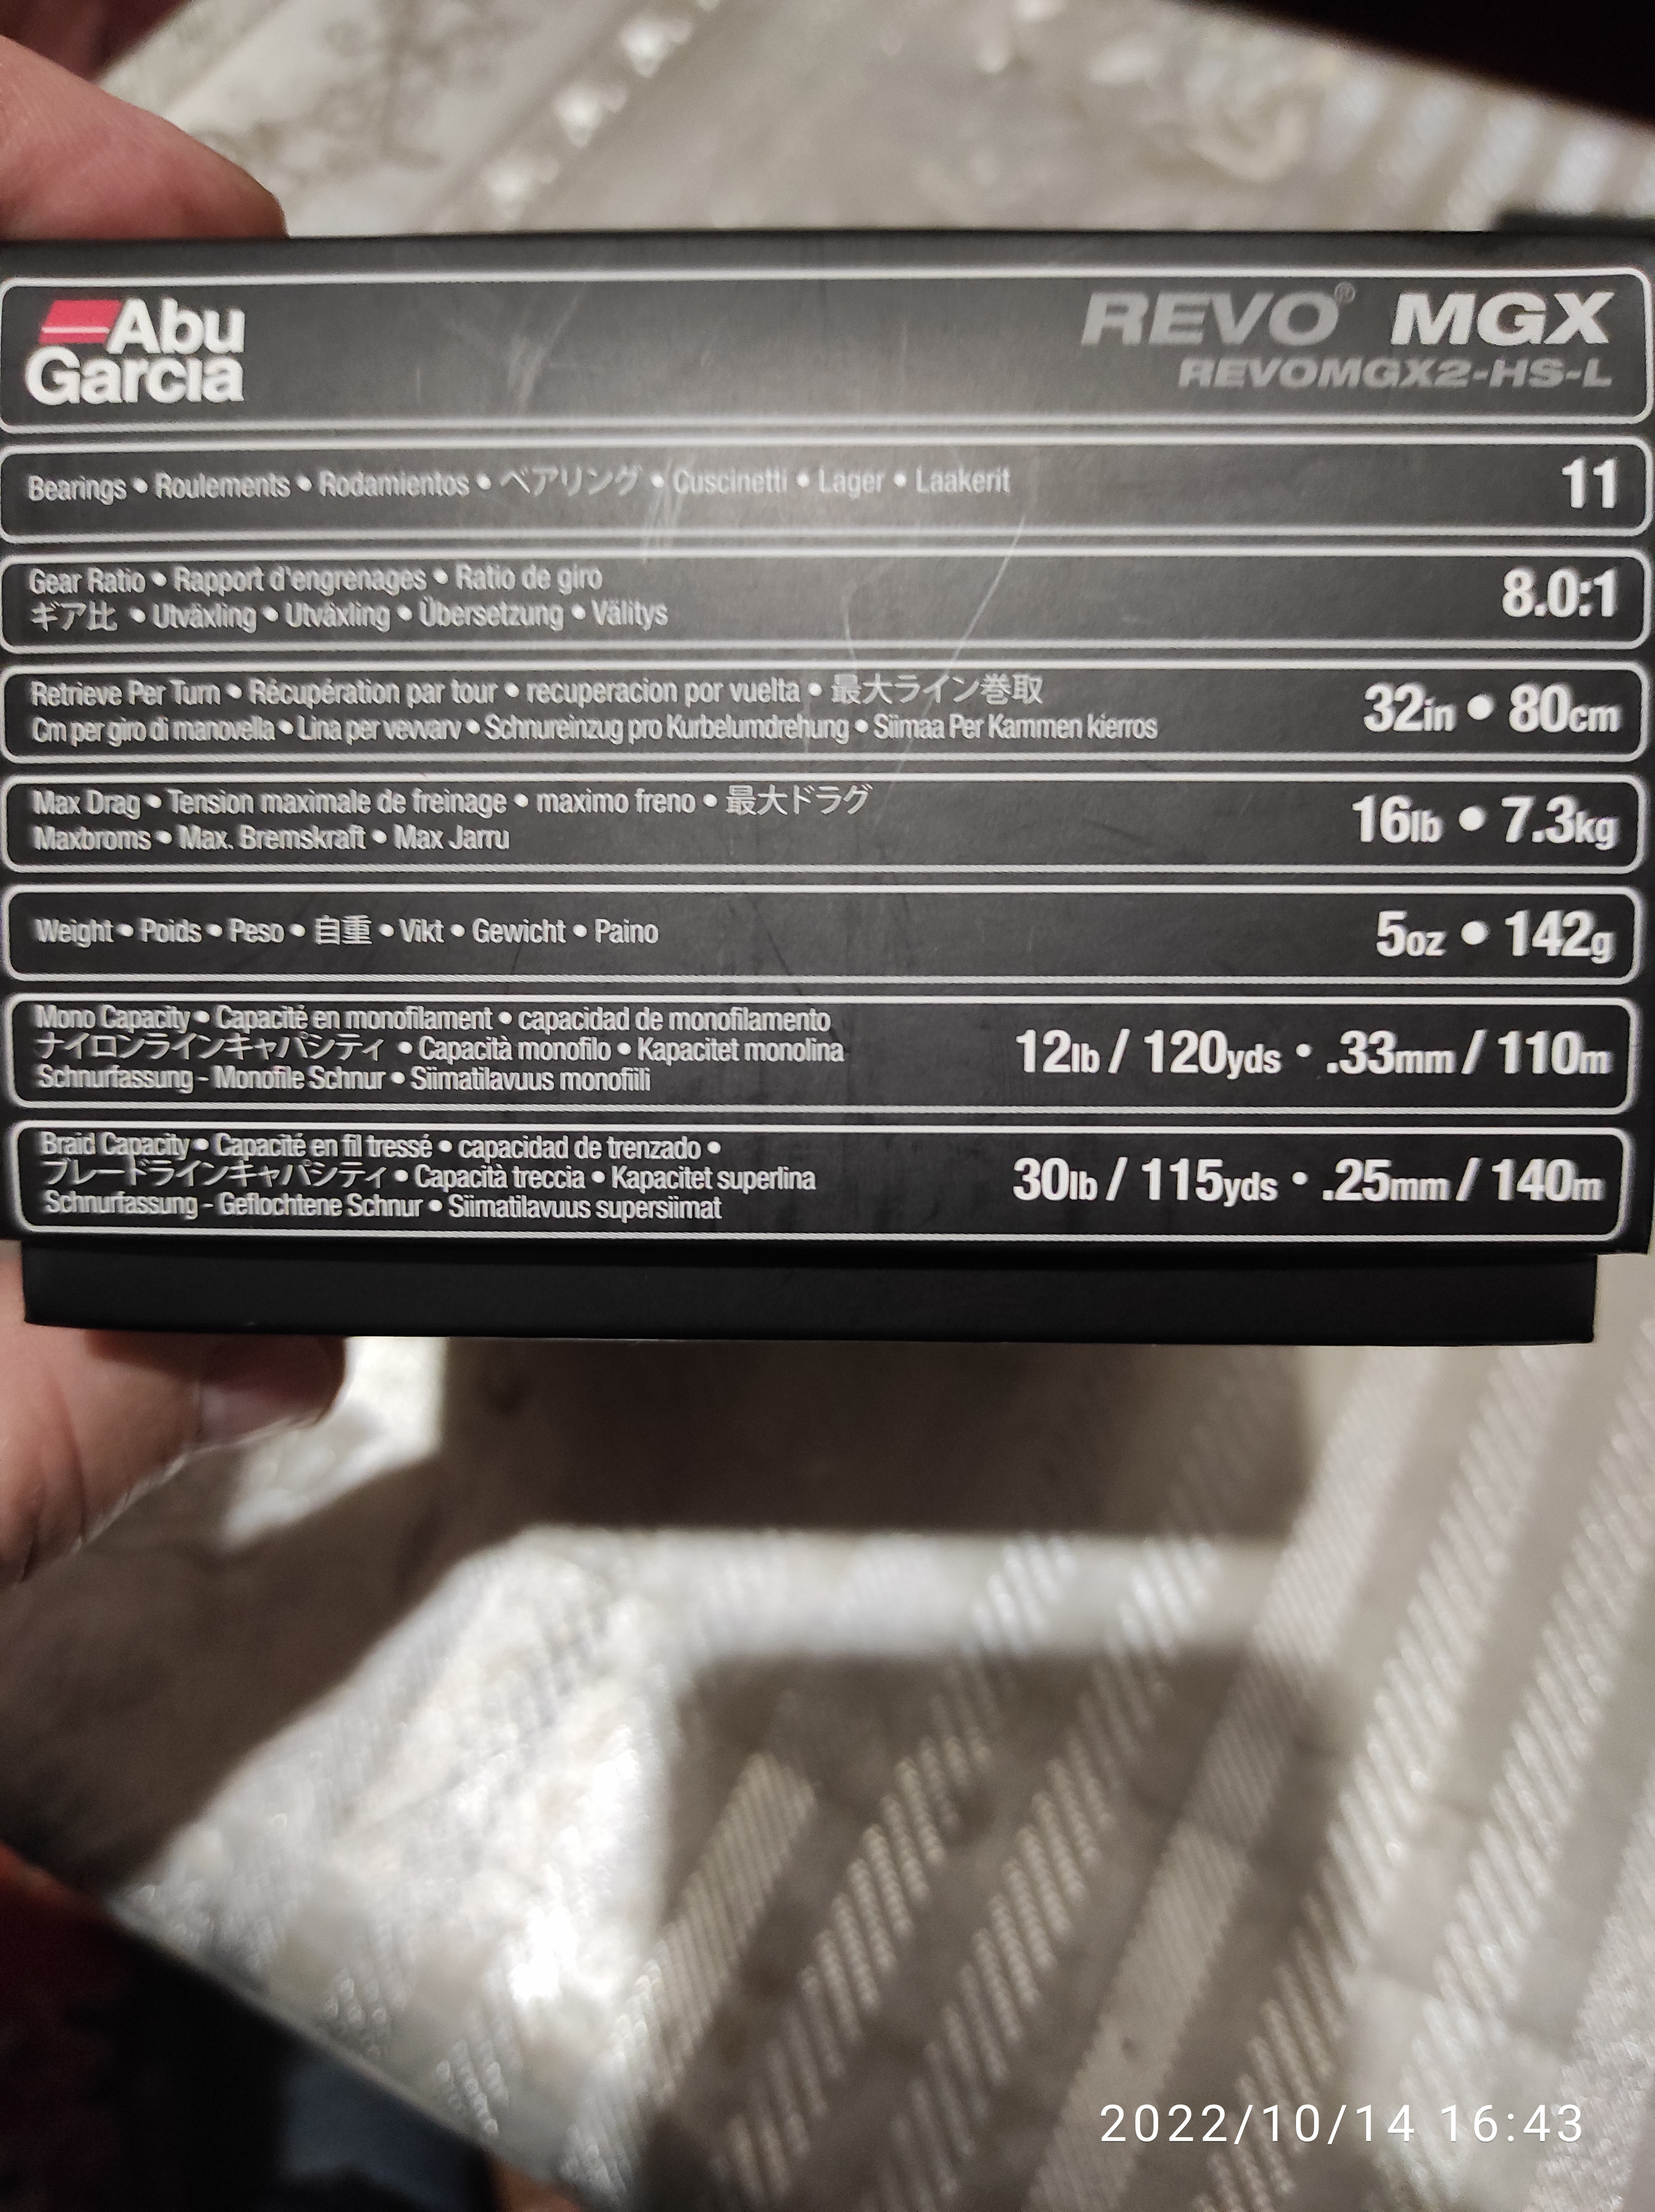 Abu
Garcia
REVO® MGX
REVOMGX2-HS-L
Bearings • Roulements • Rodamientos • ベアリング • Cuscinetti • Lager • Laakerit
11
Gear Ratio • Rapport d'engrenages • Ratio de giro
ギア比 • Utväxling • Utväxling • Übersetzung • Välitys
8.0:1
Retrieve Per Turn • Récupération par tour • recuperacion por vuelta • 最大ライン巻取
Cm per giro di manovella • Lina per vevvarv • Schnureinzug pro Kurbelumdrehung • Siimaa Per Kammen kierros
32in • 80cm
Max Drag • Tension maximale de freinage • maximo freno • 最大ドラグ
Maxbroms • Max. Bremskraft • Max Jarru
16lb • 7.3kg
Weight • Poids • Peso • 自重 • Vikt • Gewicht • Paino
5oz • 142g
Mono Capacity • Capacité en monofilament • capacidad de monofilamento
ナイロンラインキャパシティ • Capacità monofilo • Kapacitet monolina
Schnurfassung - Monofile Schnur • Siimatilavuus monofiili
12lb / 120yds • .33mm / 110m
Braid Capacity • Capacité en fil tressé • capacidad de trenzado •
ブレードラインキャパシティ • Capacità treccia • Kapacitet superlina
Schnurfassung - Geflochtene Schnur • Siimatilavuus supersiimat
30lb / 115yds • .25mm / 140m
2022/10/14 16:43